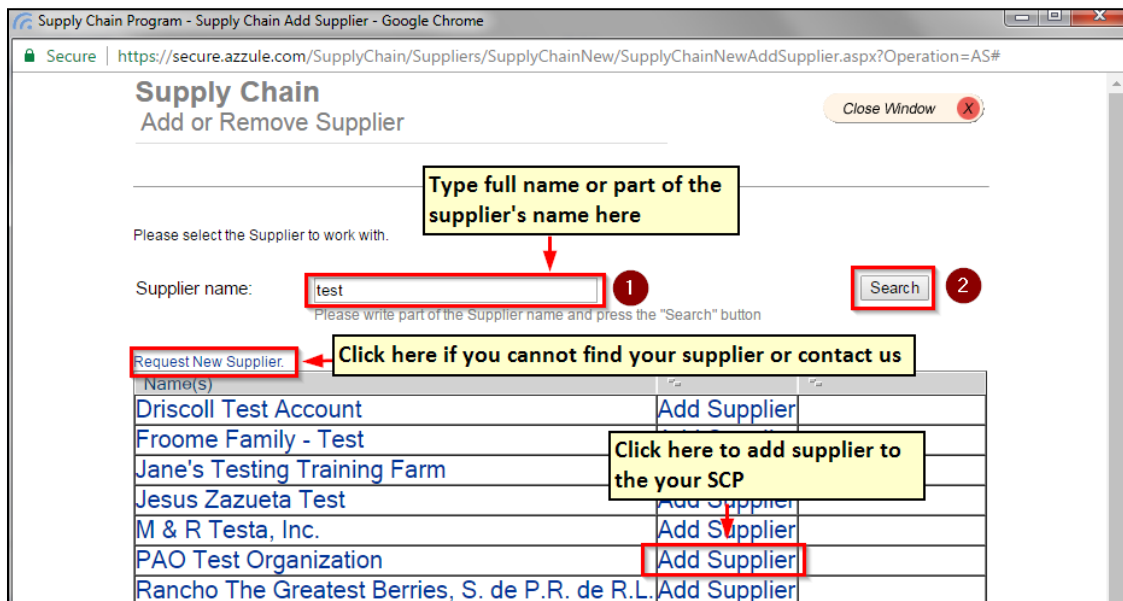 Supply Chain Program - Supply Chain Add Supplier - Google Chrome
Secure | https://secure.azzule.com/SupplyChain/Suppliers/SupplyChainNew/SupplyChainNewAddSupplier.aspx?Operation=AS#
Supply Chain
Add or Remove Supplier
Close Window X
Type full name or part of the
supplier's name here
Please select the Supplier to work with.
Supplier name: test 1 Search 2
Please write part of the Supplier name and press the "Search" button
Request New Supplier. Click here if you cannot find your supplier or contact us
Name(s)
Driscoll Test Account Add Supplier
Froome Family - Test
Click here to add supplier to
the your SCP
Jane's Testing Training Farm
Jesus Zazueta Test Add Supplier
M & R Testa, Inc. Add Supplier
PAO Test Organization Add Supplier
Rancho The Greatest Berries, S. de P.R. de R.L. Add Supplier